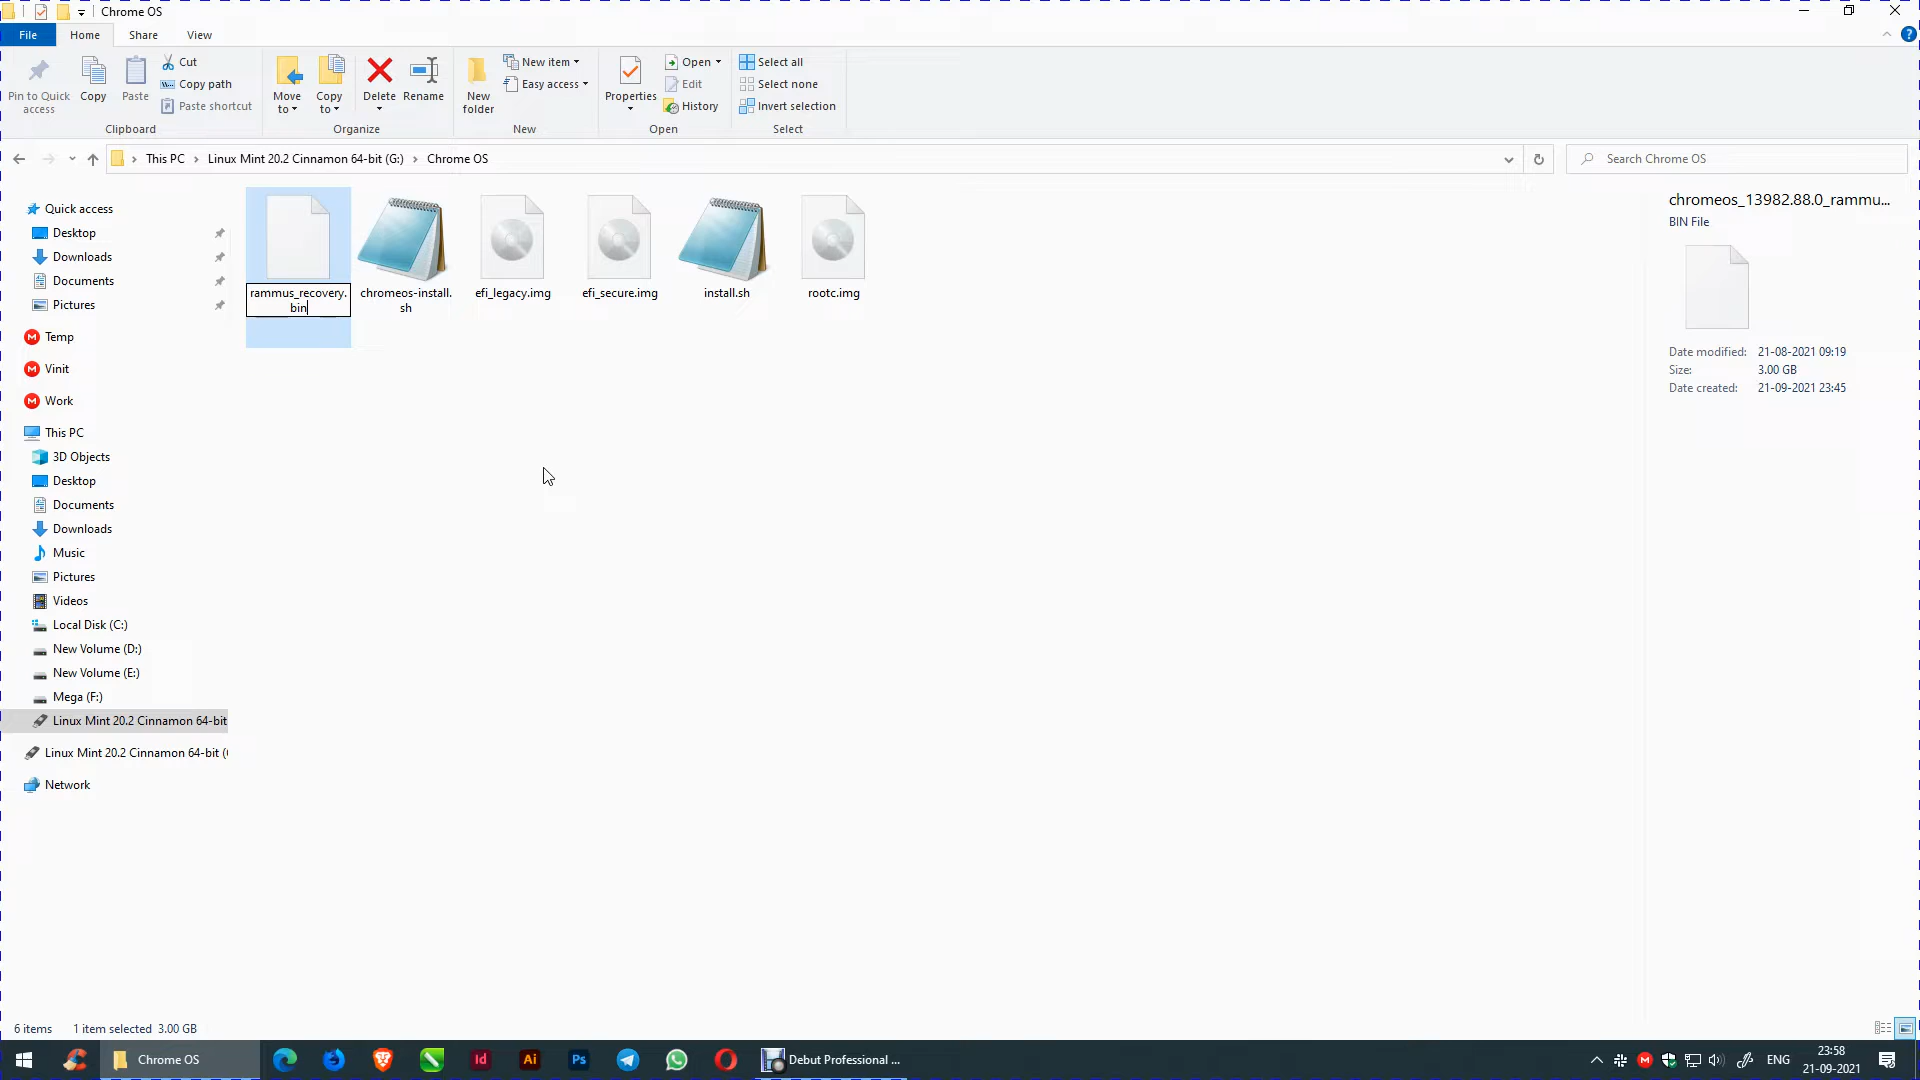 Chrome OS
File
Home
Share
View
Pin to Quick
access
Copy
Paste
Cut
Copy path
Paste shortcut
Clipboard
Move
to
Copy
to
Delete
Rename
Organize
New
folder
New item
Easy access
New
Properties
Open
Edit
History
Open
Select all
Select none
Invert selection
Select
This PC
Linux Mint 20.2 Cinnamon 64-bit (G:)
Chrome OS
Search Chrome OS
Quick access
Desktop
Downloads
Documents
Pictures
Temp
Vinit
Work
This PC
3D Objects
Desktop
Documents
Downloads
Music
Pictures
Videos
Local Disk (C:)
New Volume (D:)
New Volume (E:)
Mega (F:)
Linux Mint 20.2 Cinnamon 64-bit
Linux Mint 20.2 Cinnamon 64-bit (
Network
rammus_recovery.
bin
chromeos-install.
sh
efi_legacy.img
efi_secure.img
install.sh
rootc.img
chromeos_13982.88.0_rammu...
BIN File
Date modified: 21-08-2021 09:19
Size: 3.00 GB
Date created: 21-09-2021 23:45
6 items
1 item selected 3.00 GB
Chrome OS
Id
Ai
Ps
Debut Professional ...
ENG
23:58
21-09-2021